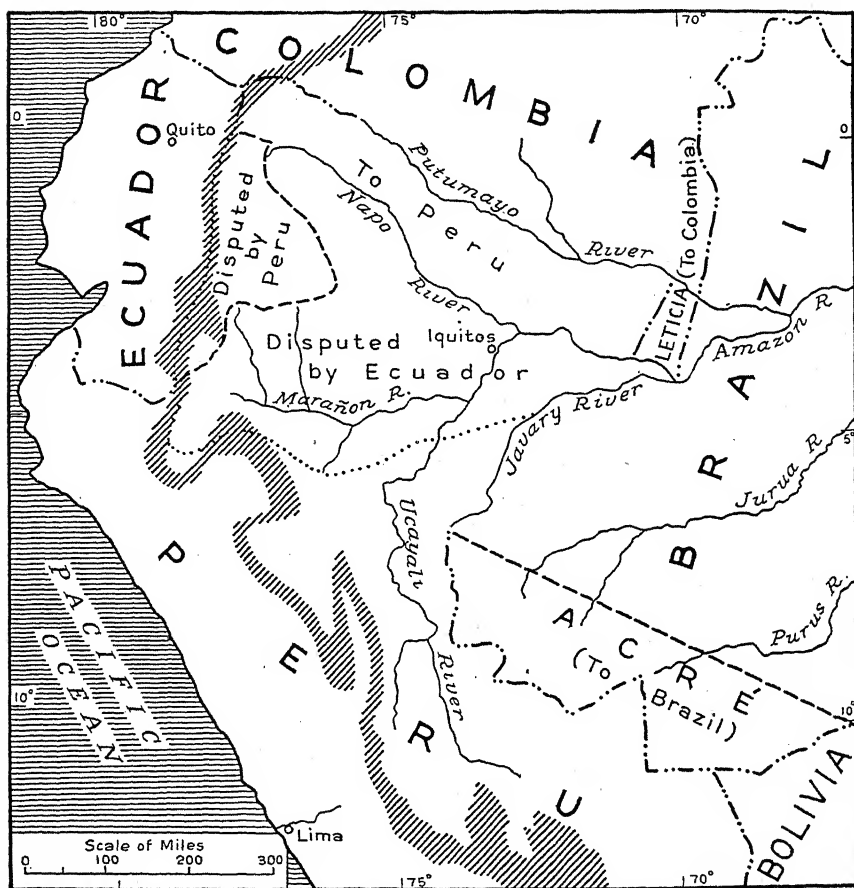 80°
75°
70°
COLOMBIA
ECUADOR
0
Quito
0
Putumayo
River
To Peru
Napo
River
Disputed
by
Peru
LETICIA (To Colombia)
BRAZIL
Disputed
by Ecuador
Iquitos
Amazon R
Marañon R.
Javary River
5°
Jurua R
Ucayali
River
PERU
ACRE
(To
Brazil)
Purus R.
PACIFIC
OCEAN
10°
10°
BOLIVIA
Lima
Scale of Miles
0 100 200 300
75°
70°